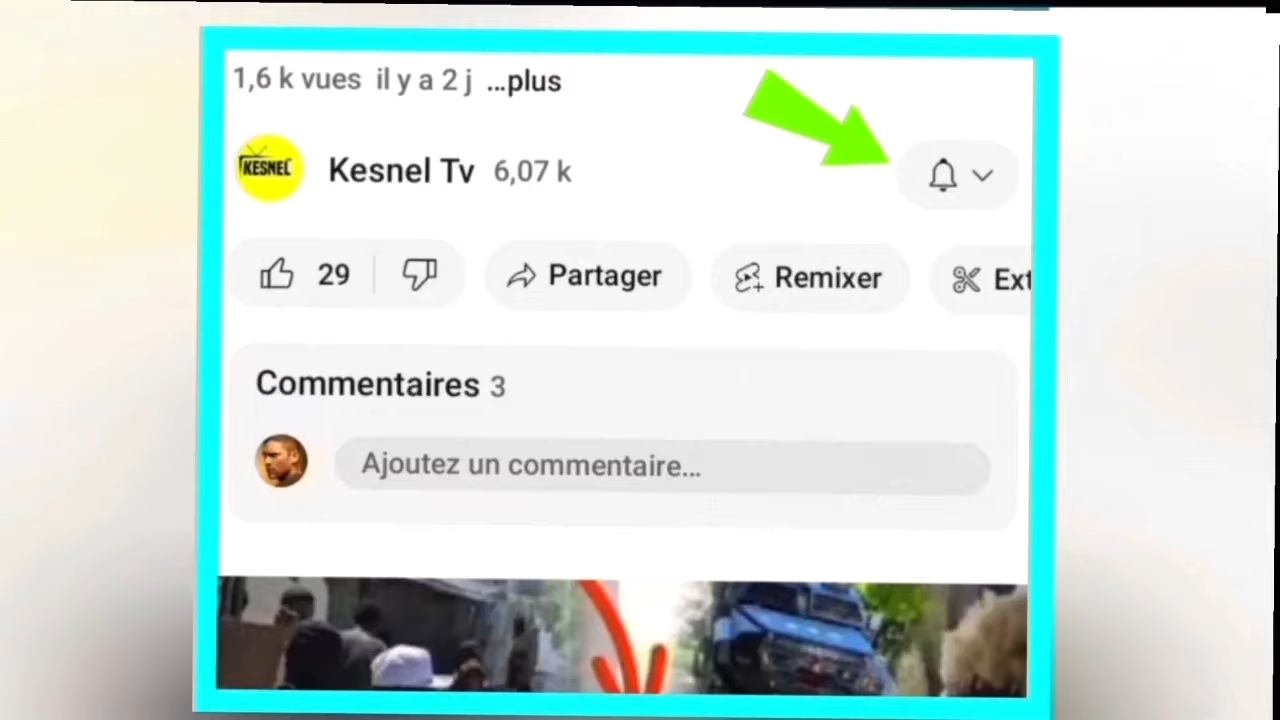 1,6 k vues il y a 2 j ...plus
KESNEL
Kesnel Tv 6,07 k
29
Partager
Remixer
Ext
Commentaires 3
Ajoutez un commentaire...